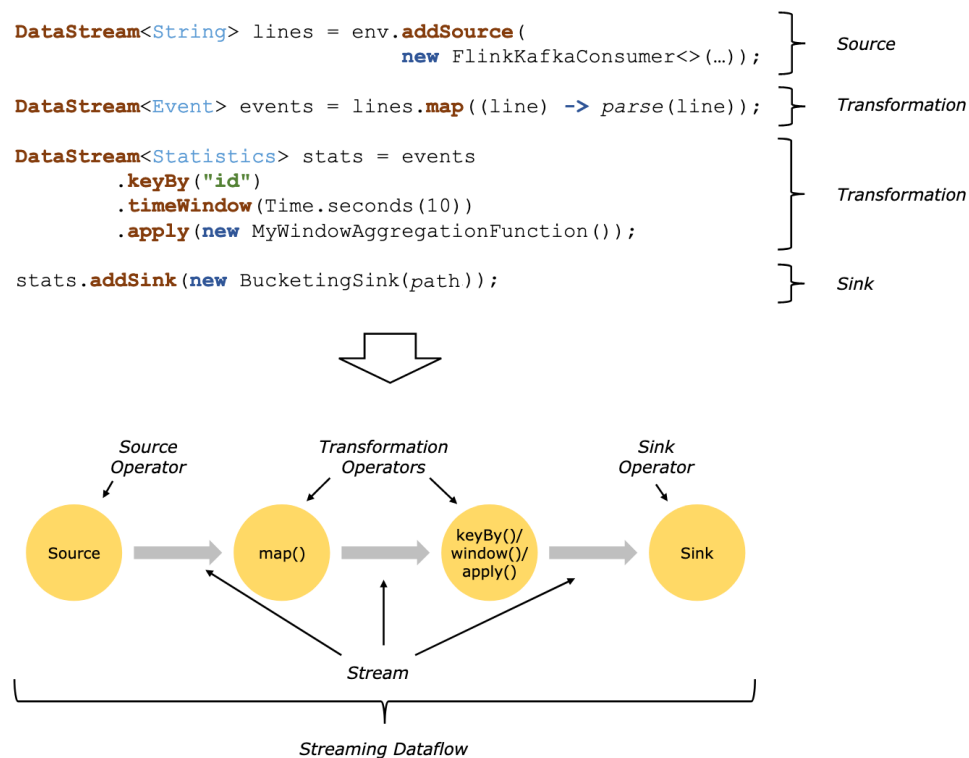 DataStream<String> lines = env.addSource(
new FlinkKafkaConsumer<>(…));
Source
DataStream<Event> events = lines.map((line) -> parse(line));
Transformation
DataStream<Statistics> stats = events
.keyBy("id")
.timeWindow(Time.seconds(10))
.apply(new MyWindowAggregationFunction());
Transformation
stats.addSink(new BucketingSink(path));
Sink
Source
Operator
Transformation
Operators
Sink
Operator
Source
map()
keyBy()/
window()/
apply()
Sink
Stream
Streaming Dataflow